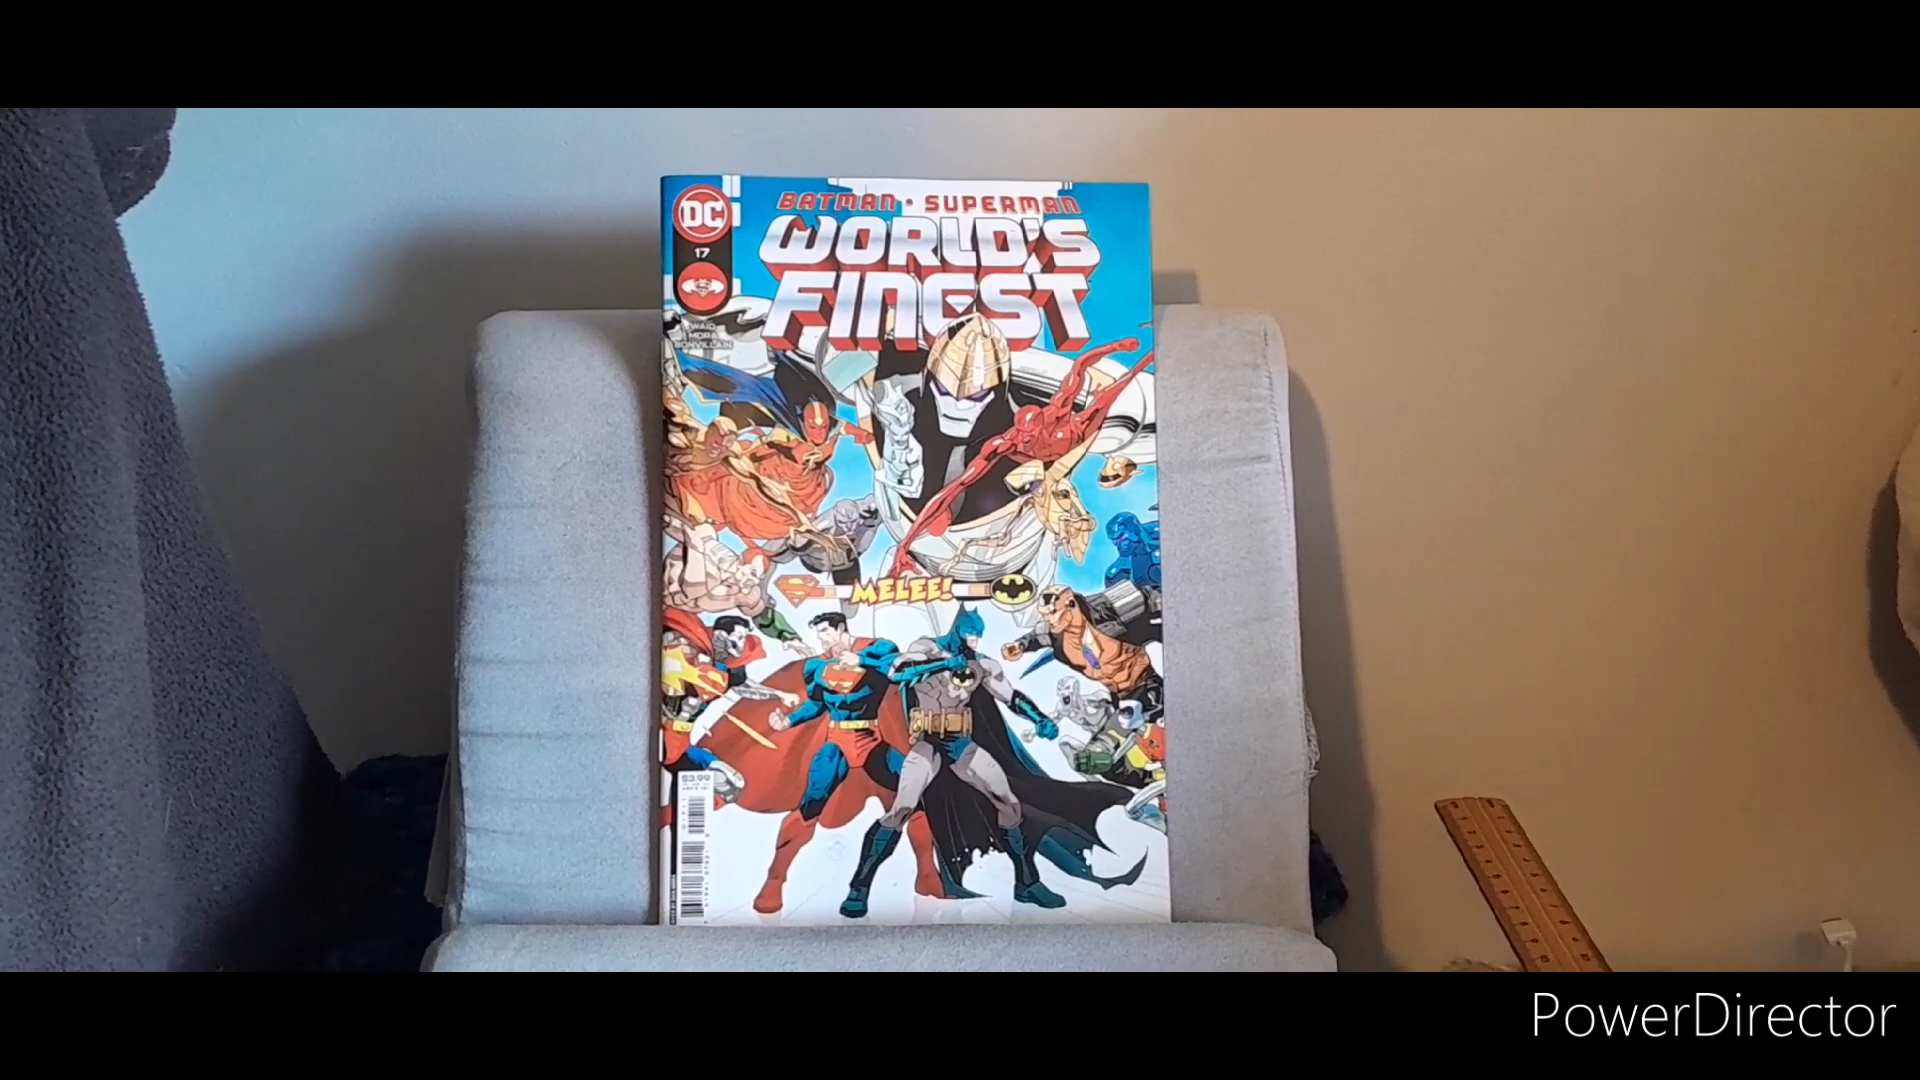 DC
17
BATMAN • SUPERMAN
WORLD'S
FINEST
WAID
MORA
BONVILLAIN
MELEE!
$3.99
PowerDirector